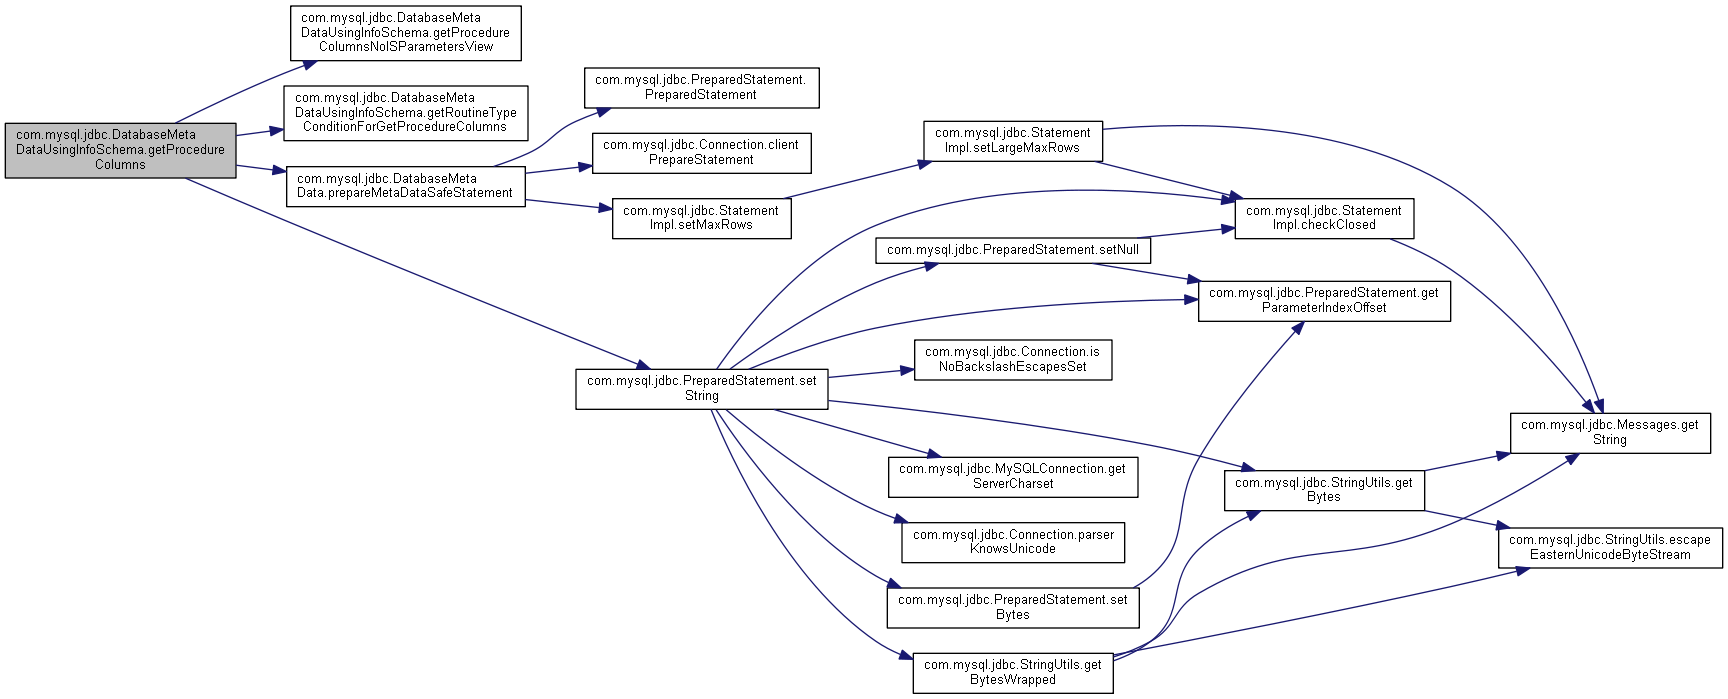 com.mysql.jdbc.DatabaseMeta
DataUsingInfoSchema.getProcedure
Columns
com.mysql.jdbc.DatabaseMeta
DataUsingInfoSchema.getProcedure
ColumnsNoISParametersView
com.mysql.jdbc.DatabaseMeta
DataUsingInfoSchema.getRoutineType
ConditionForGetProcedureColumns
com.mysql.jdbc.DatabaseMeta
Data.prepareMetaDataSafeStatement
com.mysql.jdbc.PreparedStatement.
PreparedStatement
com.mysql.jdbc.Connection.client
PrepareStatement
com.mysql.jdbc.Statement
Impl.setMaxRows
com.mysql.jdbc.PreparedStatement.set
String
com.mysql.jdbc.Statement
Impl.setLargeMaxRows
com.mysql.jdbc.PreparedStatement.setNull
com.mysql.jdbc.Connection.is
NoBackslashEscapesSet
com.mysql.jdbc.MySQLConnection.get
ServerCharset
com.mysql.jdbc.Connection.parser
KnowsUnicode
com.mysql.jdbc.PreparedStatement.set
Bytes
com.mysql.jdbc.StringUtils.get
BytesWrapped
com.mysql.jdbc.Statement
Impl.checkClosed
com.mysql.jdbc.PreparedStatement.get
ParameterIndexOffset
com.mysql.jdbc.StringUtils.get
Bytes
com.mysql.jdbc.Messages.get
String
com.mysql.jdbc.StringUtils.escape
EasternUnicodeByteStream